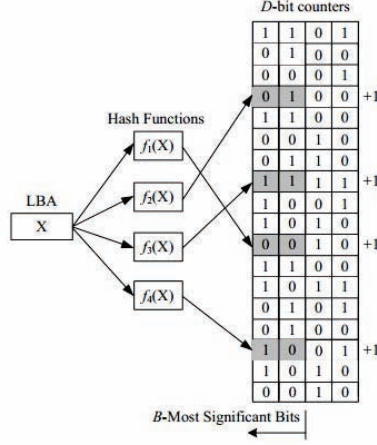 D-bit counters
1 1 0 1
0 1 0 0
0 0 0 1
0 1 0 0 +1
1 1 0 0
Hash Functions
0 0 1 0
f1(X)
0 1 1 0
1 1 1 1 +1
f2(X)
LBA
1 0 0 1
X
1 0 1 0
f3(X)
0 0 1 0 +1
1 1 0 0
1 0 1 1
f4(X)
0 1 0 0
0 1 0 0
1 0 0 1 +1
1 0 1 0
0 0 1 0
B-Most Significant Bits